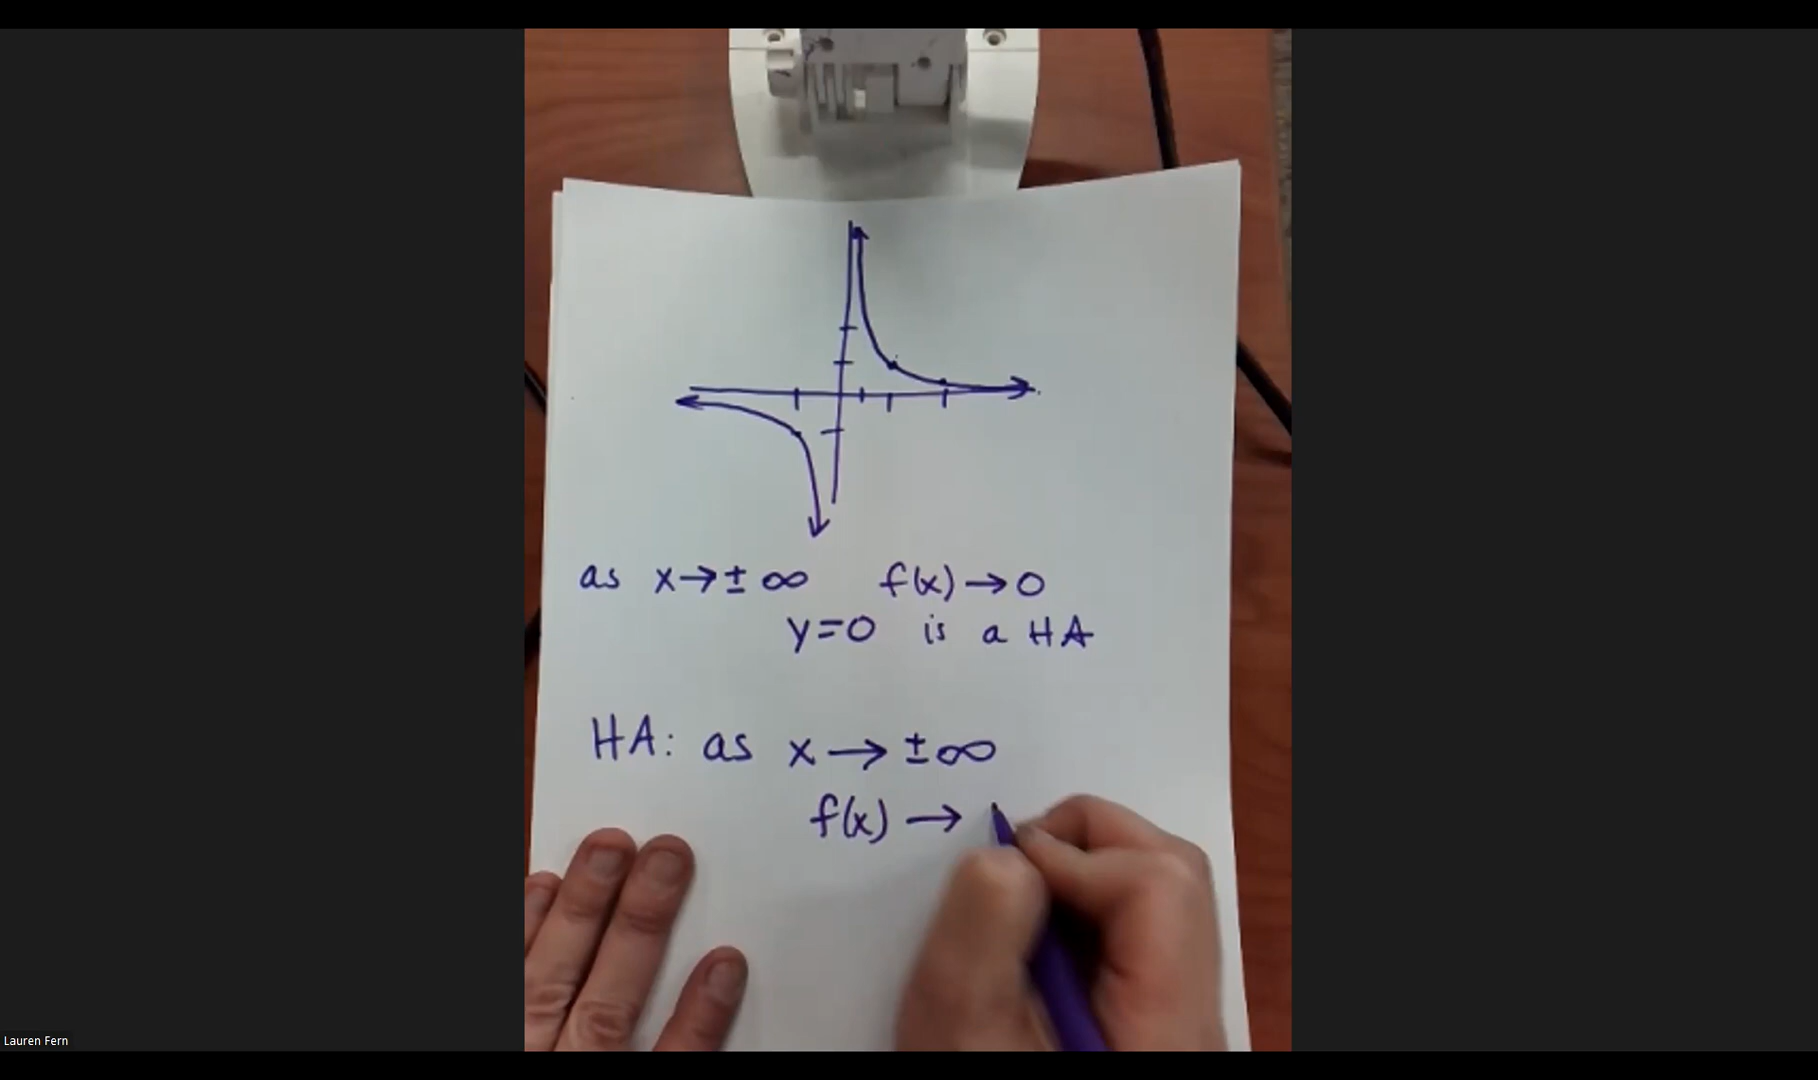 as x→± ∞ f(x)→0
y=0 is a HA
HA: as x→ ±∞
f(x) →
Lauren Fern